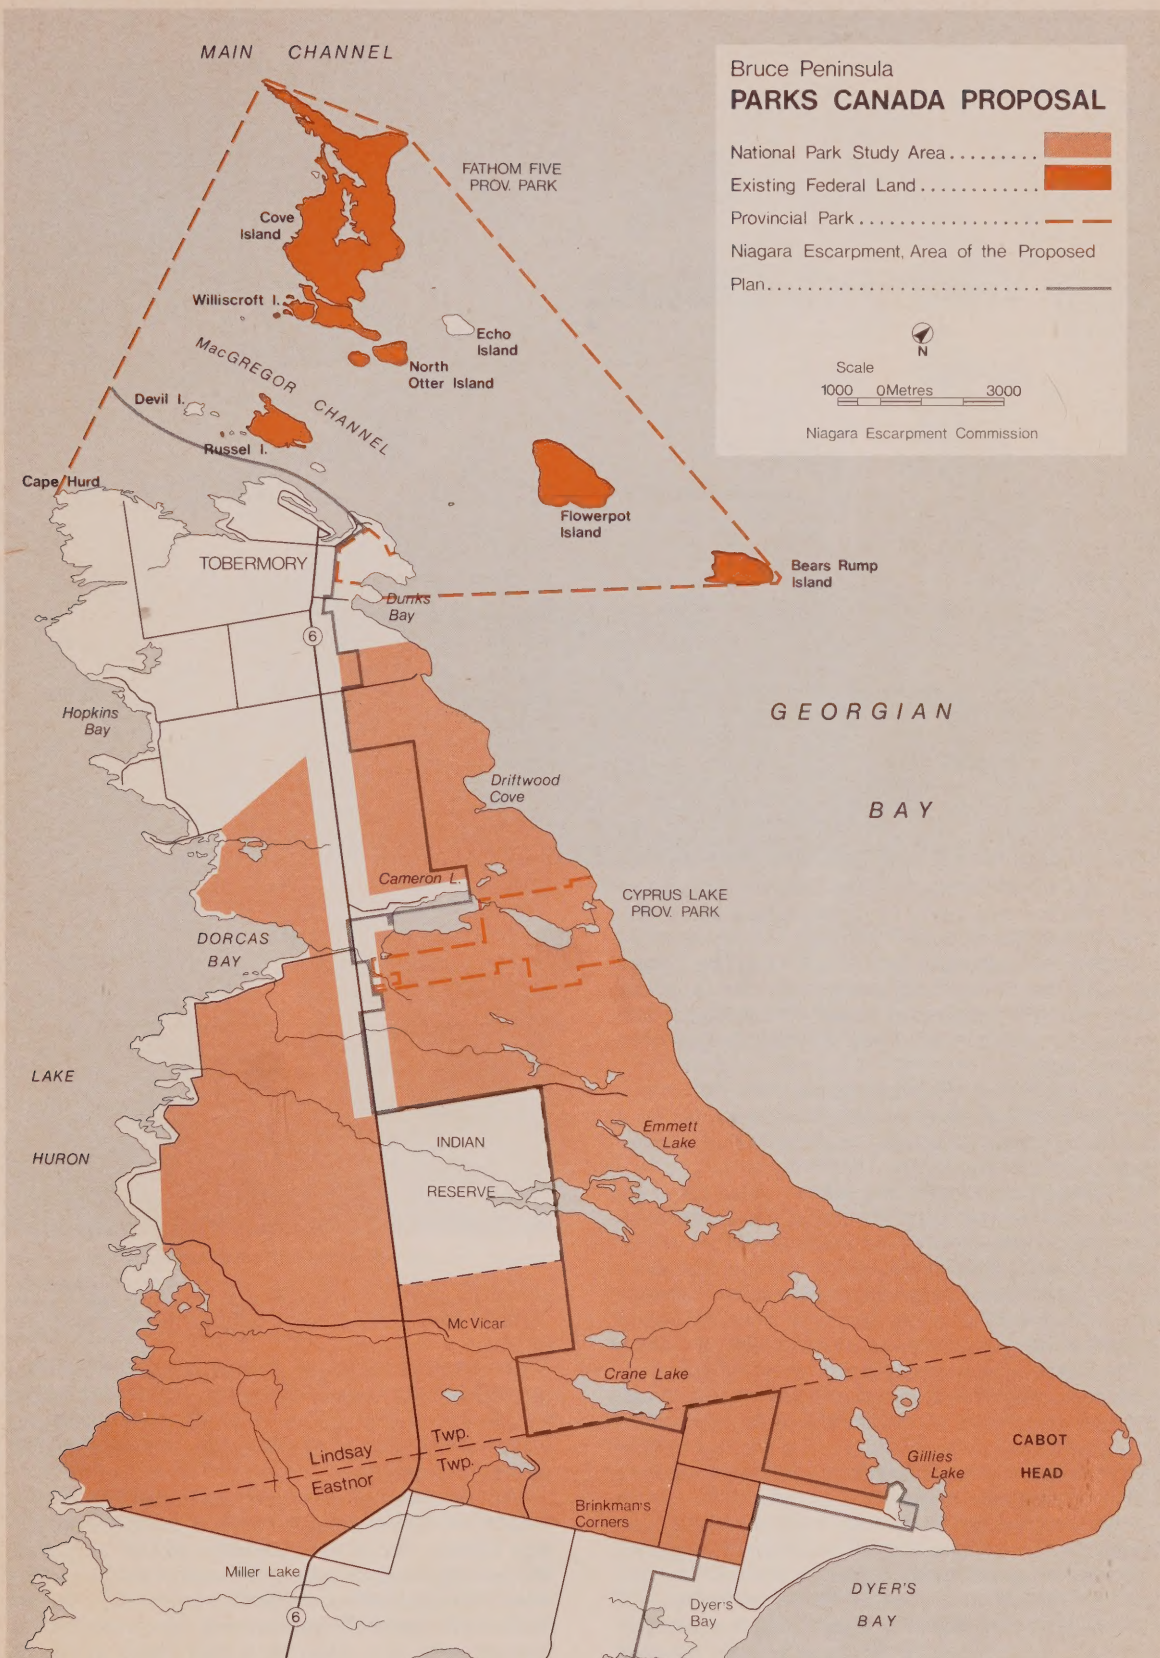 MAIN CHANNEL
Bruce Peninsula
PARKS CANADA PROPOSAL
National Park Study Area .........
Existing Federal Land ............
Provincial Park ..................
Niagara Escarpment, Area of the Proposed
Plan ...........................
N
Scale
1000 0Metres 3000
Niagara Escarpment Commission
FATHOM FIVE
PROV. PARK
Cove
Island
Williscroft I.
Echo
Island
North
Otter Island
MacGREGOR CHANNEL
Devil I.
Russel I.
Cape Hurd
Flowerpot
Island
Bears Rump
Island
TOBERMORY
Dunks
Bay
6
Hopkins
Bay
GEORGIAN
BAY
Driftwood
Cove
Cameron L.
CYPRUS LAKE
PROV. PARK
DORCAS
BAY
LAKE
HURON
INDIAN
RESERVE
Emmett
Lake
McVicar
Crane Lake
Lindsay Twp.
Eastnor Twp.
Gillies
Lake
CABOT
HEAD
Brinkman's
Corners
Miller Lake
6
Dyer's
Bay
DYER'S
BAY